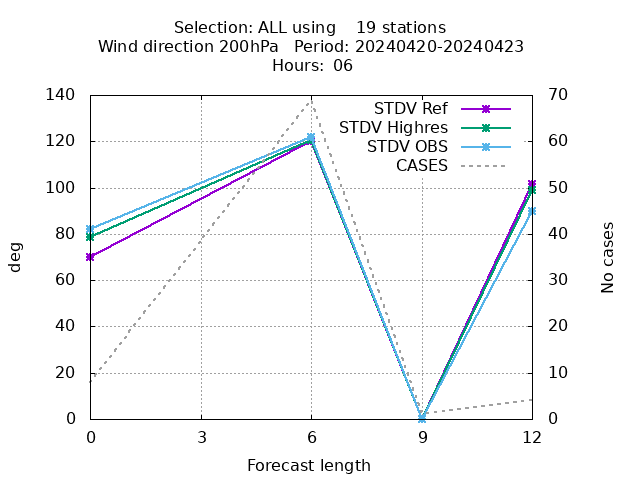 Selection: ALL using    19 stations
Wind direction 200hPa   Period: 20240420-20240423
Hours:  06
140
120
100
80
60
40
20
0
70
60
50
40
30
20
10
0
STDV Ref
STDV Highres
STDV OBS
CASES
deg
No cases
0 3 6 9 12
Forecast length